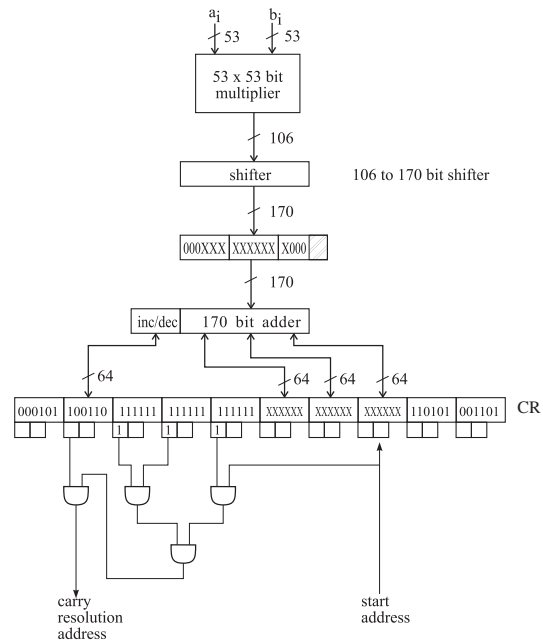 a_i b_i
53 53
53 x 53 bit
multiplier
106
shifter 106 to 170 bit shifter
170
000XXX XXXXXX X000
170
inc/dec 170 bit adder
64 64 64 64
000101 100110 111111 111111 111111 XXXXXX XXXXXX XXXXXX 110101 001101 CR
1 1 1
carry
resolution
address
start
address